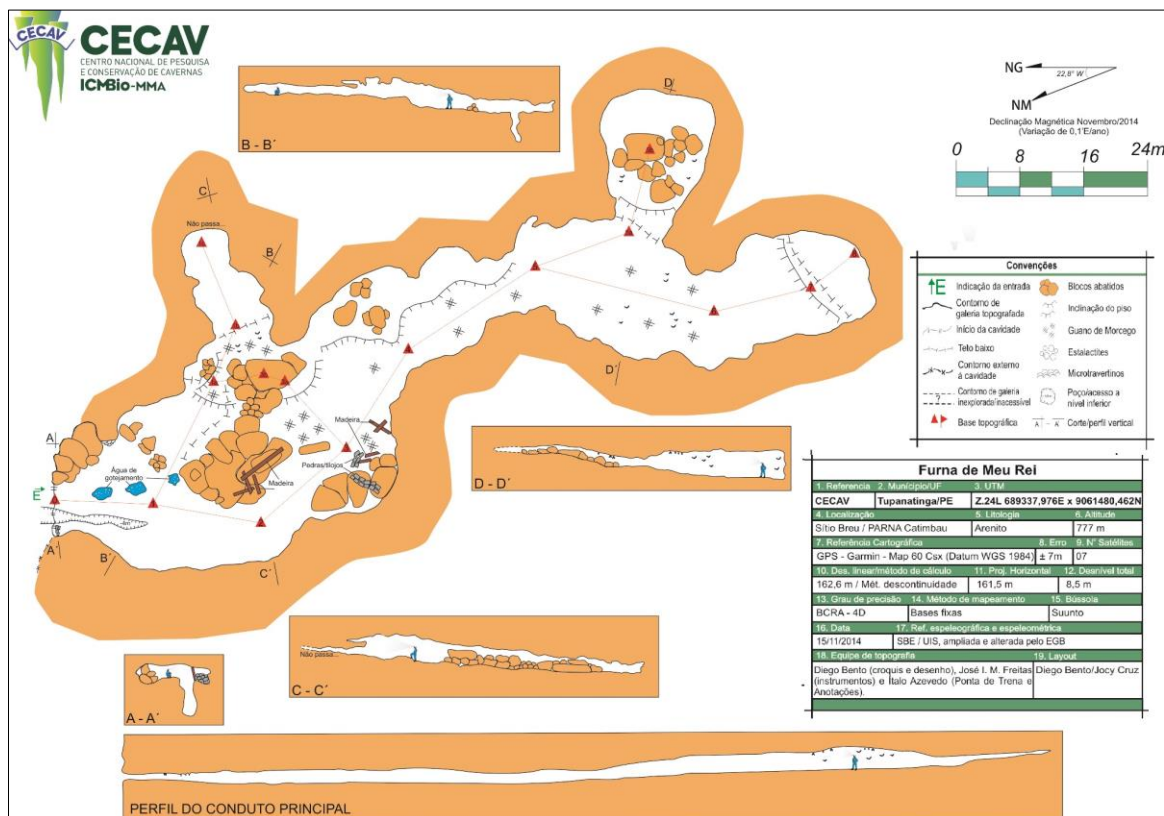 CECAV
CECAV
CENTRO NACIONAL DE PESQUISA
E CONSERVAÇÃO DE CAVERNAS
ICMBio-MMA
B - B´
D
NG
22,8° W
NM
Declinação Magnética Novembro/2014
(Variação de 0,1'E/ano)
0 8 16 24m
C
Não passa...
B
Convenções
Indicação da entrada
Contorno de
galeria topografada
Início da cavidade
Teto baixo
Contorno externo
à cavidade
Contorno de galeria
inexplorada/inacessível
Base topográfica
Blocos abatidos
Inclinação do piso
Guano de Morcego
Estalactites
Microtravertinos
Poço/acesso a
nível inferior
A - A´ Corte/perfil vertical
D´
A
Madeira
Água de
gotejamento
Pedras/tijojos
Madeira
E
A´
B´
C´
D - D´
Furna de Meu Rei
1. Referencia 2. Município/UF 3. UTM
CECAV Tupanatinga/PE Z.24L 689337,976E x 9061480,462N
4. Localização 5. Litologia 6. Altitude
Sítio Breu / PARNA Catimbau Arenito 777 m
7. Referência Cartográfica 8. Erro 9. N° Satélites
GPS - Garmin - Map 60 Csx (Datum WGS 1984) ± 7m 07
10. Des. linear/método de cálculo 11. Proj. Horizontal 12. Desnível total
162,6 m / Mét. descontinuidade 161,5 m 8,5 m
13. Grau de precisão 14. Método de mapeamento 15. Bússola
BCRA - 4D Bases fixas Suunto
16. Data 17. Ref. espeleográfica e espeleométrica
15/11/2014 SBE / UIS, ampliada e alterada pelo EGB
18. Equipe de topografia 19. Layout
Diego Bento (croquis e desenho), José I. M. Freitas
(instrumentos) e Ítalo Azevedo (Ponta de Trena e
Anotações).
Diego Bento/Jocy Cruz
Não passa...
C - C´
A - A´
PERFIL DO CONDUTO PRINCIPAL